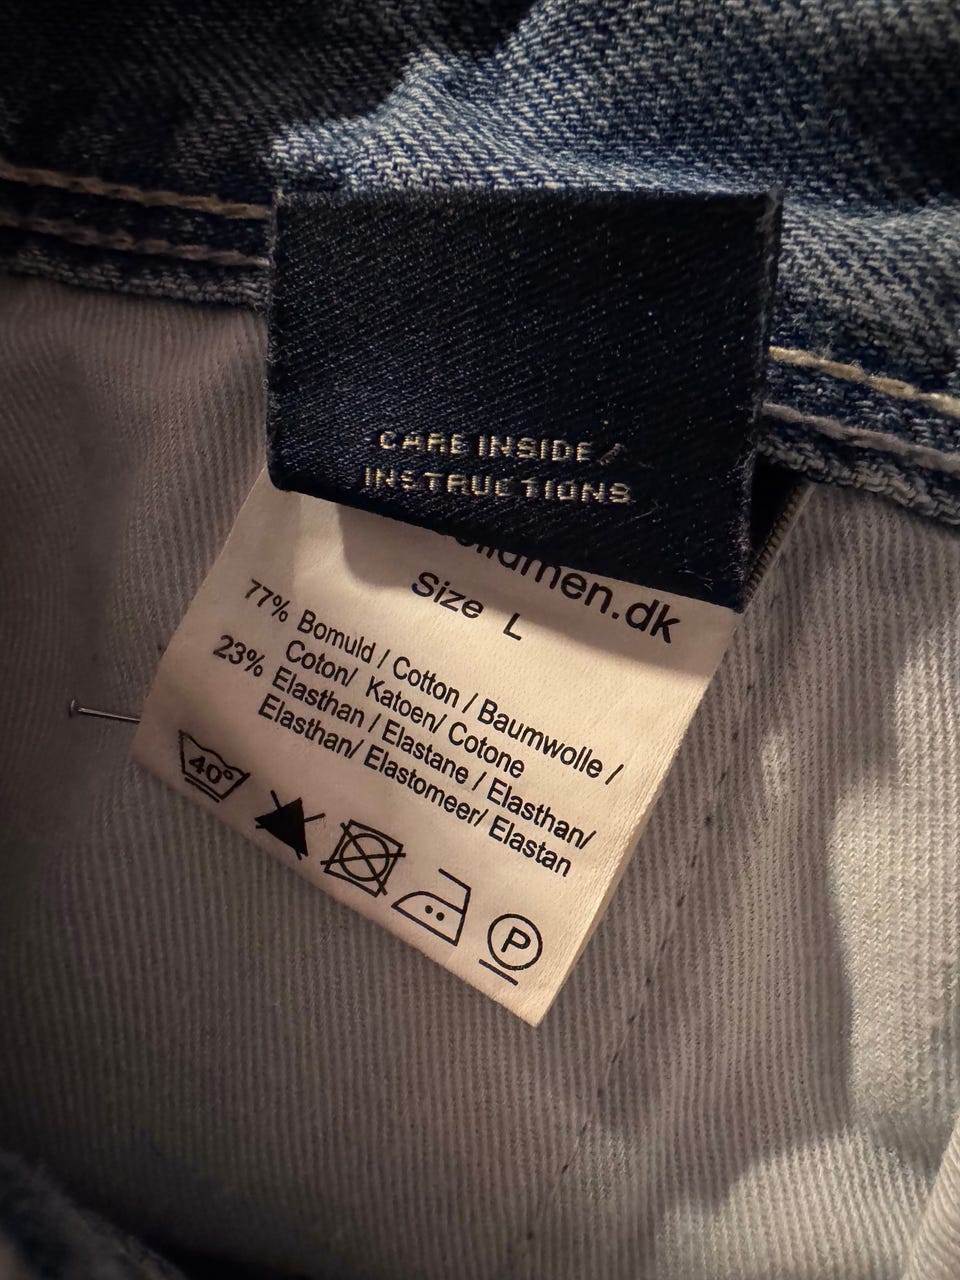 CARE INSIDE/
INSTRUCTIONS
Size L
77% Bomuld / Cotton / Baumwolle /
Coton/ Katoen/ Cotone
23% Elasthan / Elastane / Elasthan/
Elasthan/ Elastomeer/ Elastan
40°
P